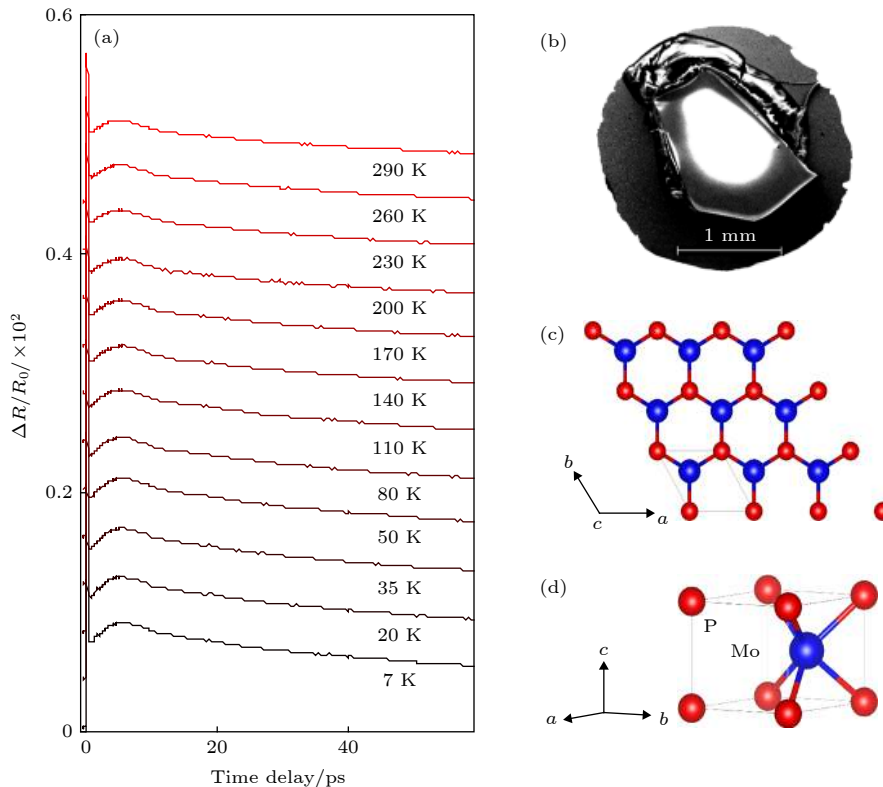 (a)
0.6
0.4
0.2
0
ΔR/R0/×10²
290 K
260 K
230 K
200 K
170 K
140 K
110 K
80 K
50 K
35 K
20 K
7 K
0
20
40
Time delay/ps
(b)
1 mm
(c)
b
c
a
(d)
P
Mo
c
a
b